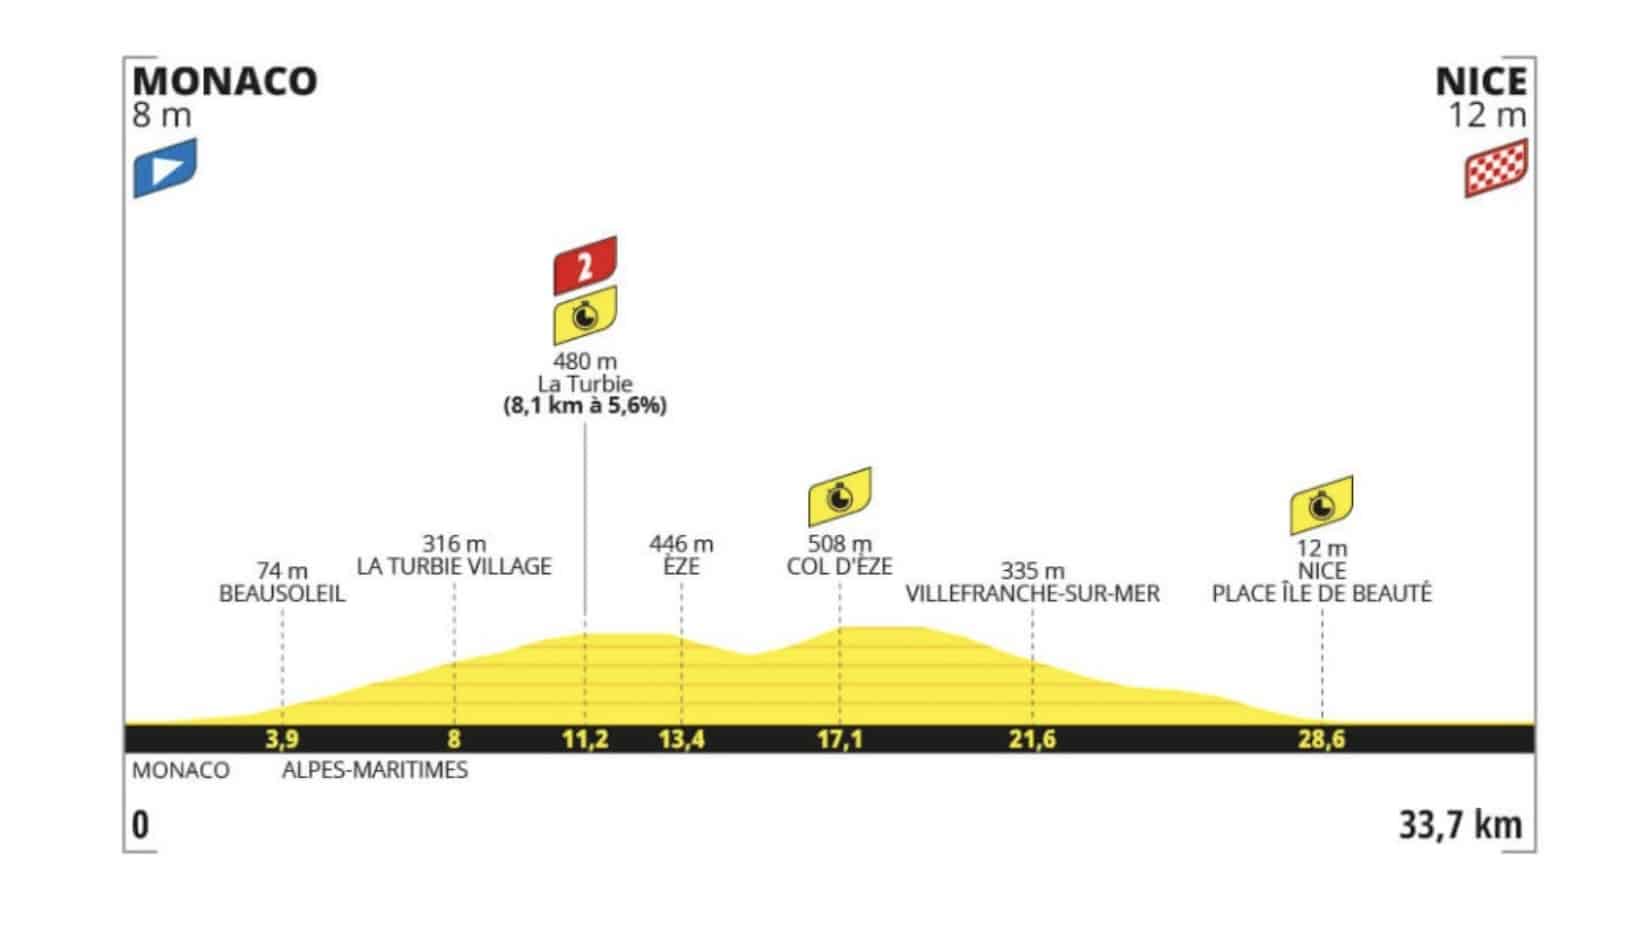 MONACO
8 m
NICE
12 m
2
480 m
La Turbie
(8,1 km à 5,6%)
74 m
BEAUSOLEIL
316 m
LA TURBIE VILLAGE
446 m
ÈZE
508 m
COL D'ÈZE
335 m
VILLEFRANCHE-SUR-MER
12 m
NICE
PLACE ÎLE DE BEAUTÉ
3,9
8
11,2
13,4
17,1
21,6
28,6
MONACO
ALPES-MARITIMES
0
33,7 km